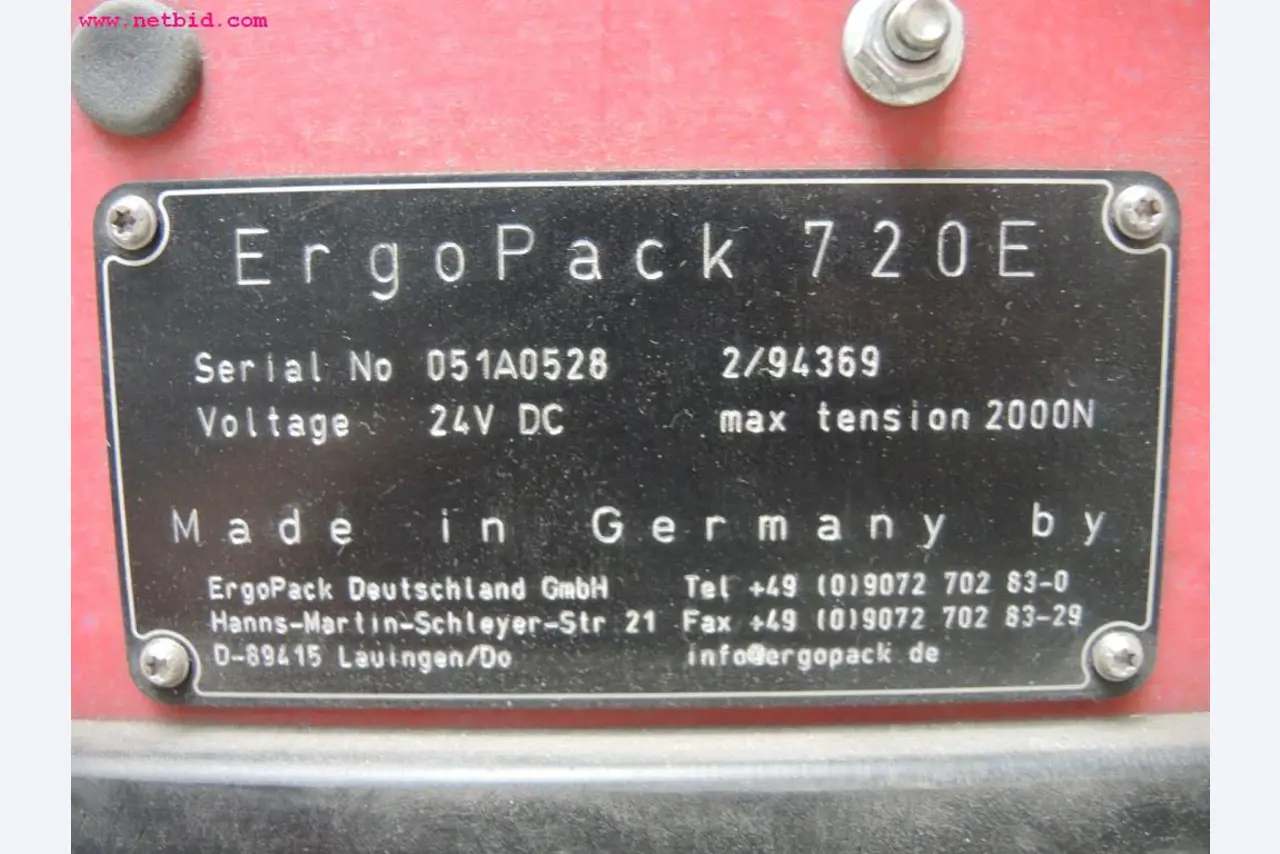 www.netbid.com
ErgoPack 720E
Serial No 051A0528 2/94369
Voltage 24V DC max tension 2000N
Made in Germany by
ErgoPack Deutschland GmbH Tel +49 (0)9072 702 83-0
Hanns-Martin-Schleyer-Str 21 Fax +49 (0)9072 702 83-29
D-89415 Lauingen/Do info@ergopack de